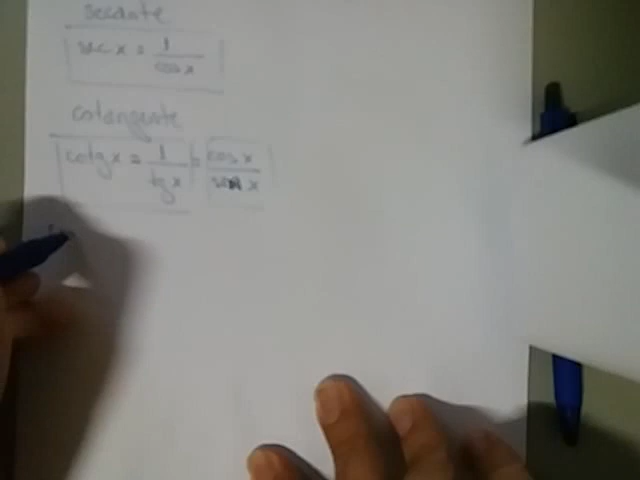 secante
sec x = 1 / cos x
cotangente
cotg x = 1 / tg x = cos x / sen x